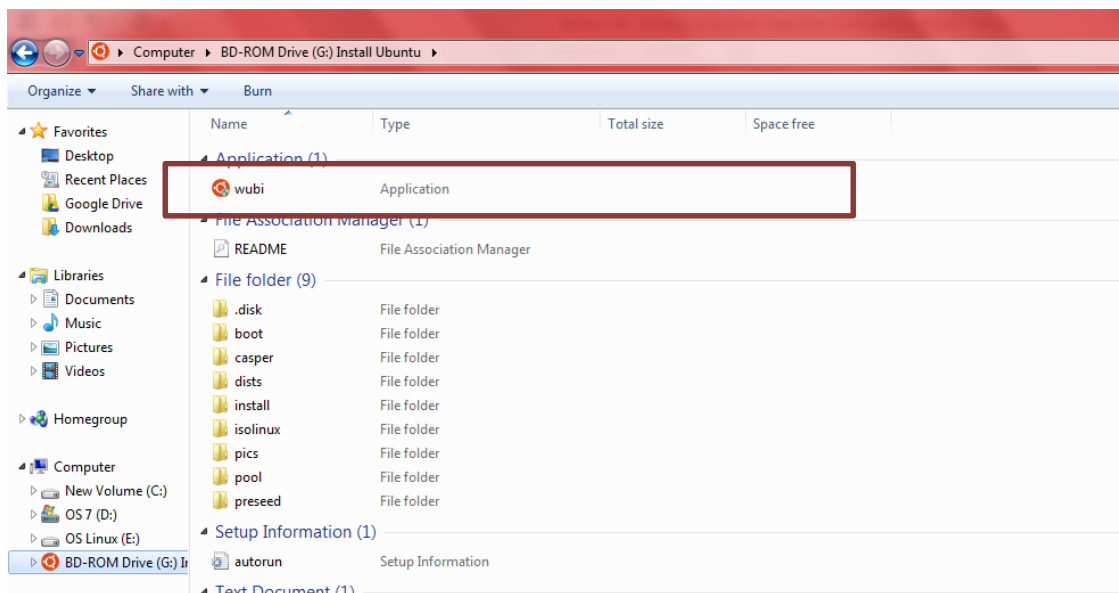 Computer BD-ROM Drive (G:) Install Ubuntu
Organize Share with Burn
Name Type Total size Space free
Favorites
Desktop
Recent Places
Google Drive
Downloads
Libraries
Documents
Music
Pictures
Videos
Homegroup
Computer
New Volume (C:)
OS 7 (D:)
OS Linux (E:)
BD-ROM Drive (G:) In
Application (1)
wubi Application
File Association Manager (1)
README File Association Manager
File folder (9)
.disk File folder
boot File folder
casper File folder
dists File folder
install File folder
isolinux File folder
pics File folder
pool File folder
preseed File folder
Setup Information (1)
autorun Setup Information
Text Document (1)